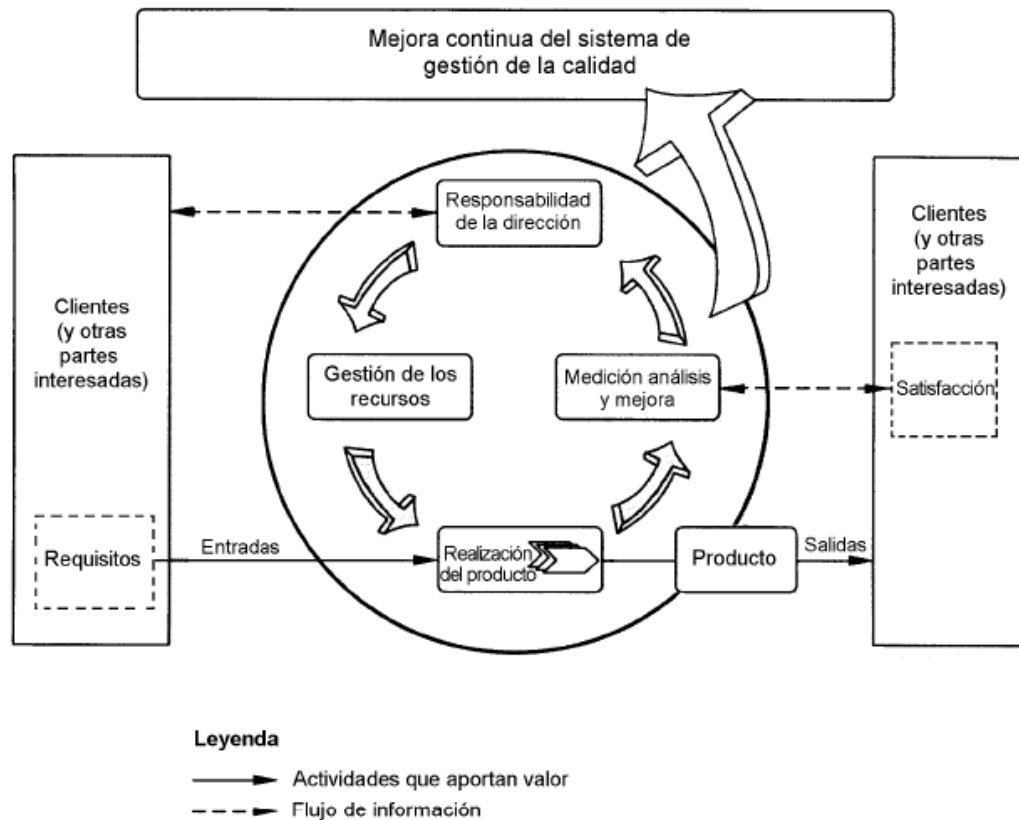 Mejora continua del sistema de
gestión de la calidad
Responsabilidad
de la dirección
Clientes
(y otras
partes
interesadas)
Clientes
(y otras
partes
interesadas)
Gestión de los
recursos
Medición análisis
y mejora
Satisfacción
Requisitos
Entradas
Realización
del producto
Producto
Salidas
Leyenda
Actividades que aportan valor
Flujo de información